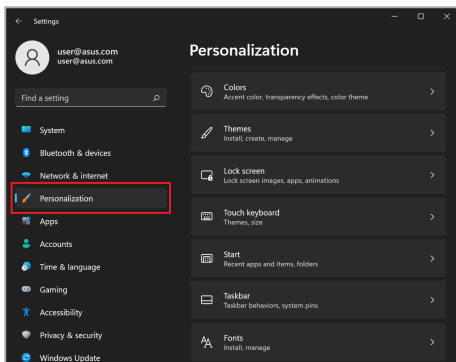 Settings
user@asus.com
user@asus.com
Find a setting
System
Bluetooth & devices
Network & internet
Personalization
Apps
Accounts
Time & language
Gaming
Accessibility
Privacy & security
Windows Update
Personalization
Colors
Accent color, transparency effects, color theme
Themes
Install, create, manage
Lock screen
Lock screen images, apps, animations
Touch keyboard
Themes, size
Start
Recent apps and items, folders
Taskbar
Taskbar behaviors, system pins
Fonts
Install, manage